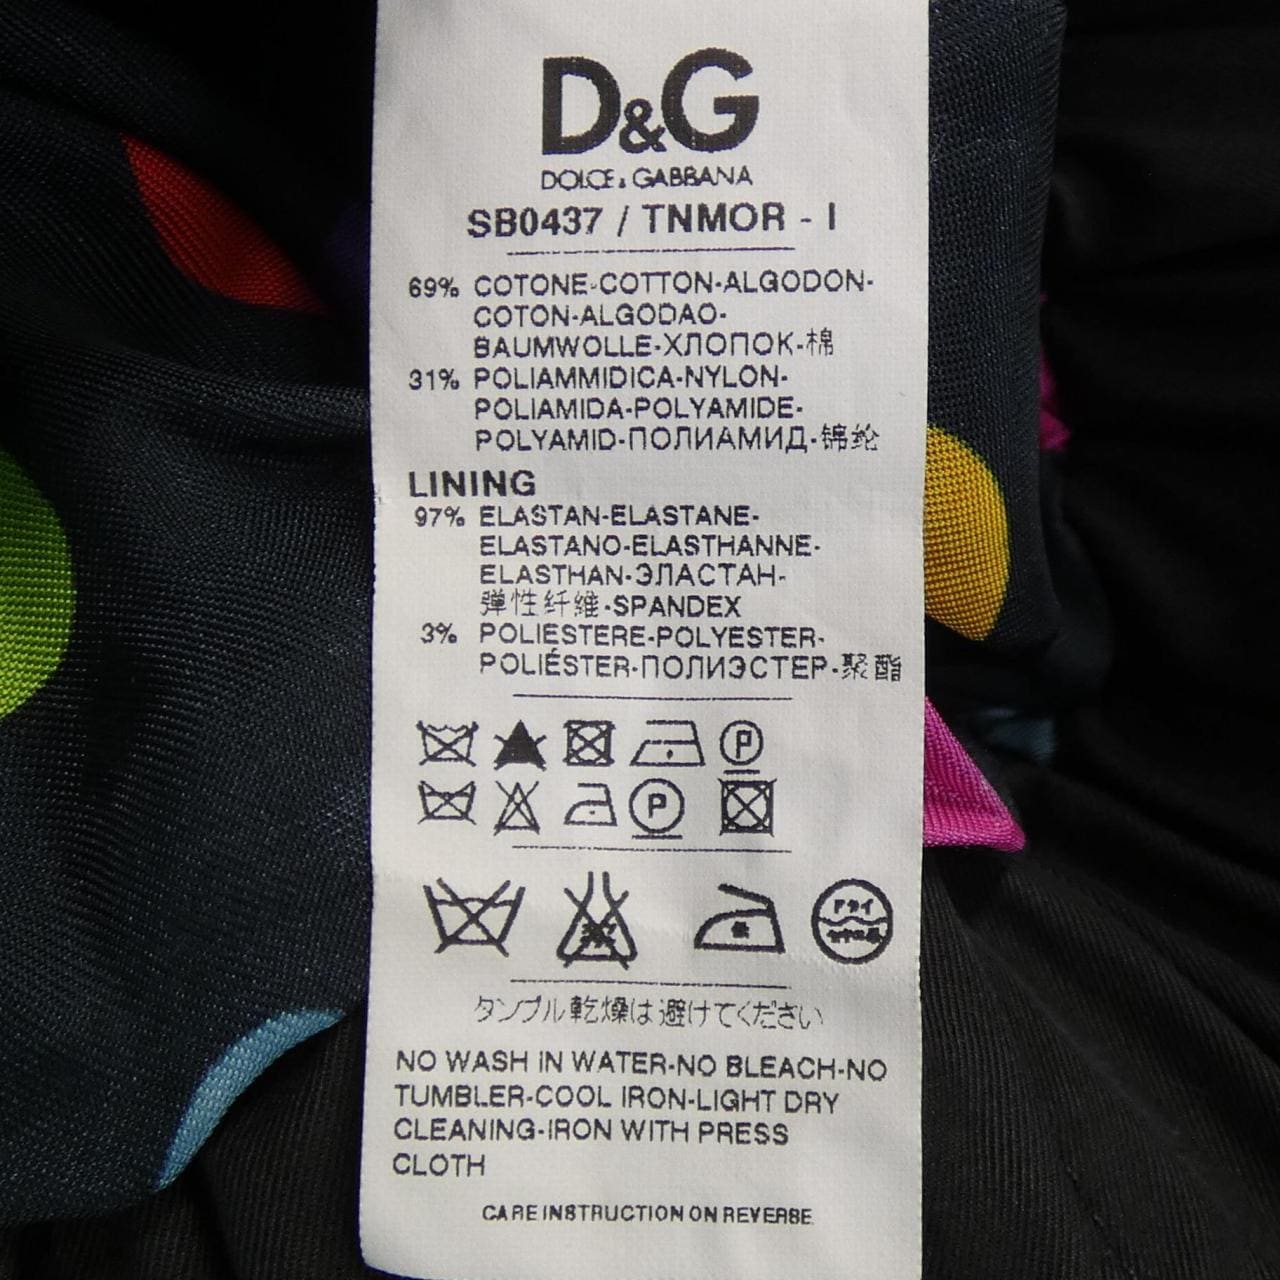 D&G
DOLCE & GABBANA
SB0437 / TNMOR - I
69% COTONE-COTTON-ALGODON-
COTON-ALGODAO-
BAUMWOLLE-ХЛОПОК-棉
31% POLIAMMIDICA-NYLON-
POLIAMIDA-POLYAMIDE-
POLYAMID-ПОЛИАМИД-锦纶
LINING
97% ELASTAN-ELASTANE-
ELASTANO-ELASTHANNE-
ELASTHAN-ЭЛАСТАН-
弹性纤维-SPANDEX
3% POLIESTERE-POLYESTER-
POLIÉSTER-ПОЛИЭСТЕР-聚酯
P
P
ドライ
タンブル乾燥は避けてください
NO WASH IN WATER-NO BLEACH-NO
TUMBLER-COOL IRON-LIGHT DRY
CLEANING-IRON WITH PRESS
CLOTH
CARE INSTRUCTION ON REVERSE